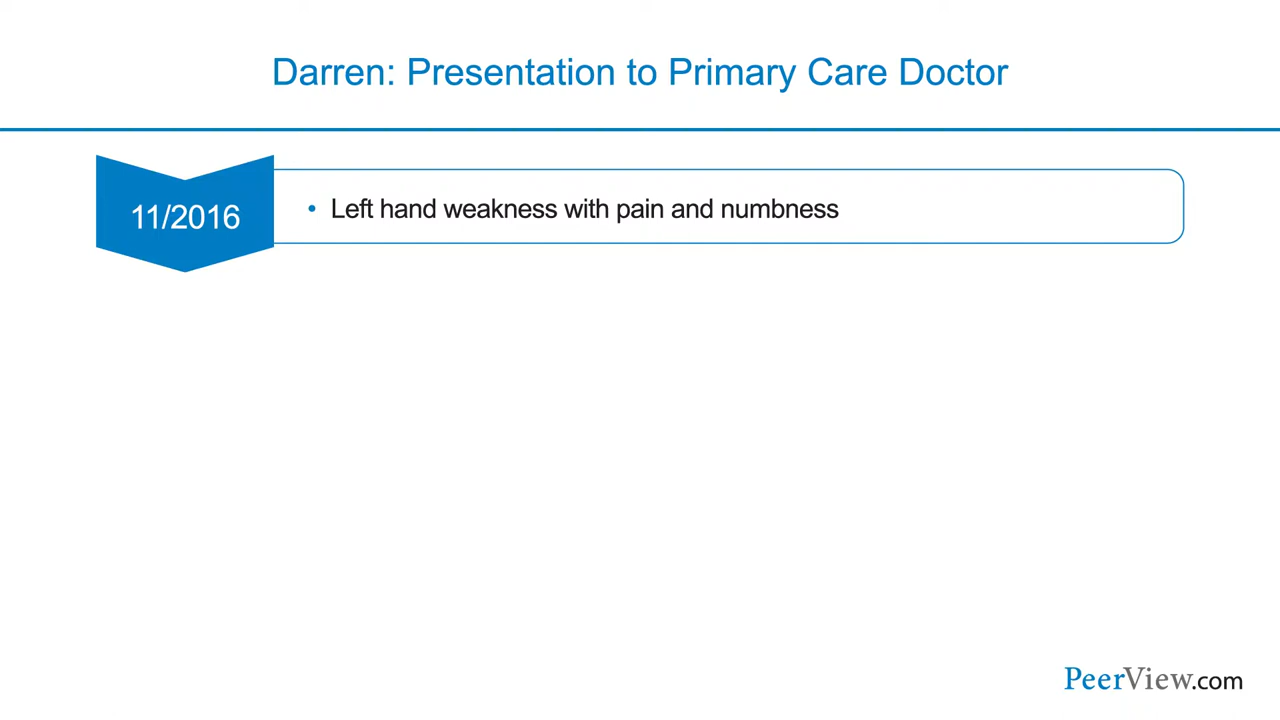 Darren: Presentation to Primary Care Doctor
11/2016
• Left hand weakness with pain and numbness
PeerView.com